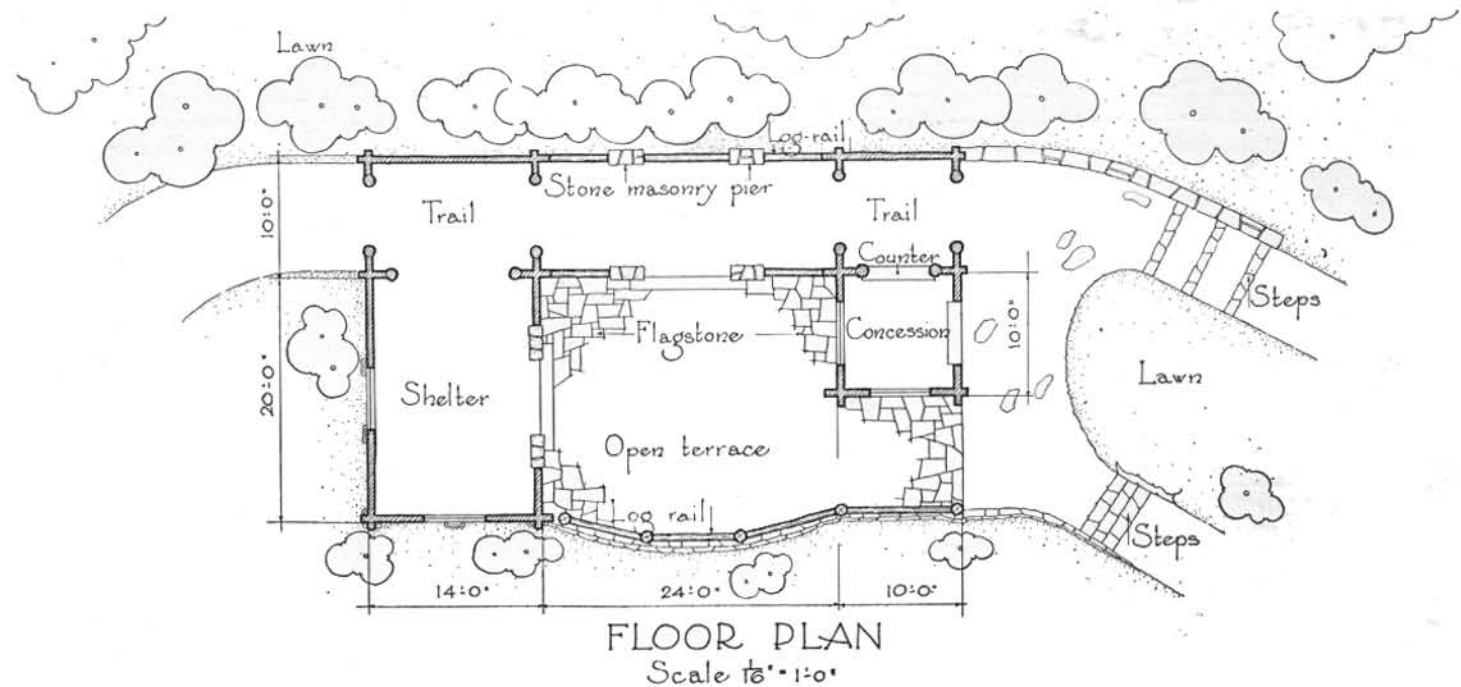 Lawn
Log-rail
Stone masonry pier
Trail
Trail
10'-0"
Counter
Steps
Flagstone
Concession
10'-0"
Shelter
Lawn
20'-0"
Open terrace
Log rail
Steps
14'-0"
24'-0"
10'-0"
FLOOR PLAN
Scale 1/16" = 1'-0"